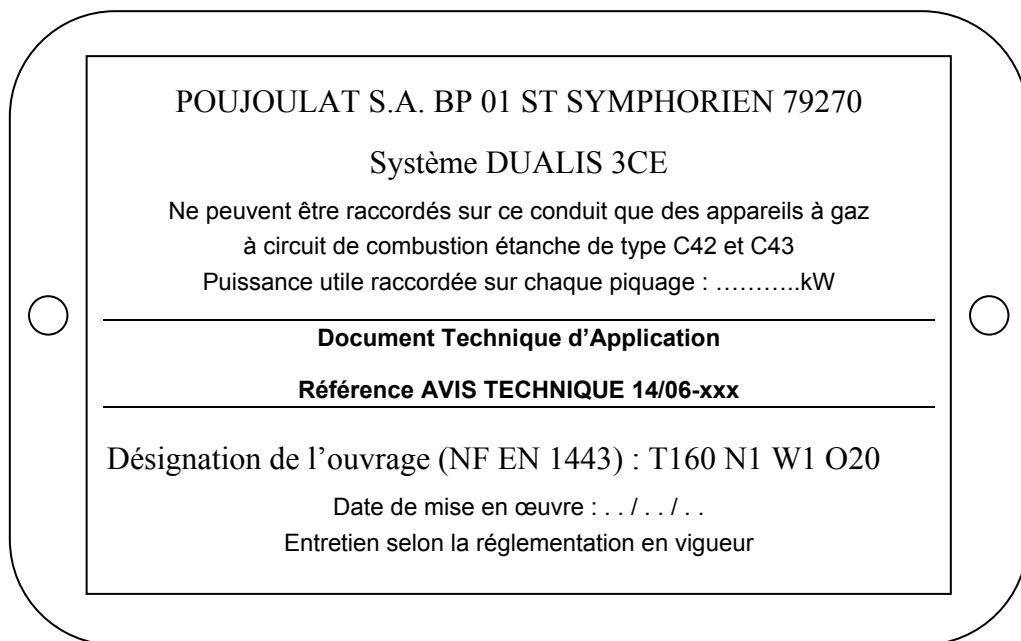 POUJOULAT S.A. BP 01 ST SYMPHORIEN 79270
Système DUALIS 3CE
Ne peuvent être raccordés sur ce conduit que des appareils à gaz
à circuit de combustion étanche de type C42 et C43
Puissance utile raccordée sur chaque piquage : ………..kW
Document Technique d’Application
Référence AVIS TECHNIQUE 14/06-xxx
Désignation de l’ouvrage (NF EN 1443) : T160 N1 W1 O20
Date de mise en œuvre : . . / . . / . .
Entretien selon la réglementation en vigueur